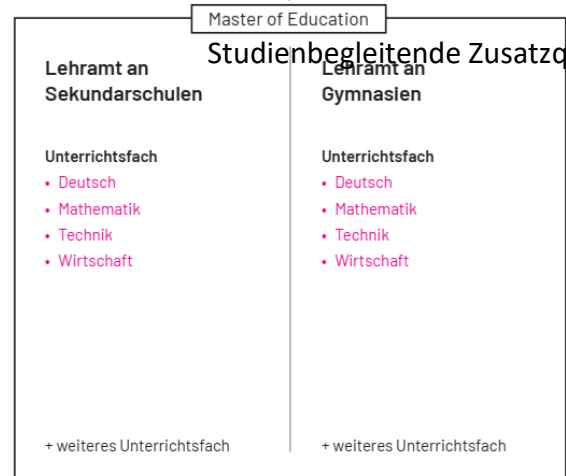 Master of Education
Studienbegleitende Zusatzq
Lehramt an
Sekundarschulen
Unterrichtsfach
• Deutsch
• Mathematik
• Technik
• Wirtschaft
+ weiteres Unterrichtsfach
Lehramt an
Gymnasien
Unterrichtsfach
• Deutsch
• Mathematik
• Technik
• Wirtschaft
+ weiteres Unterrichtsfach